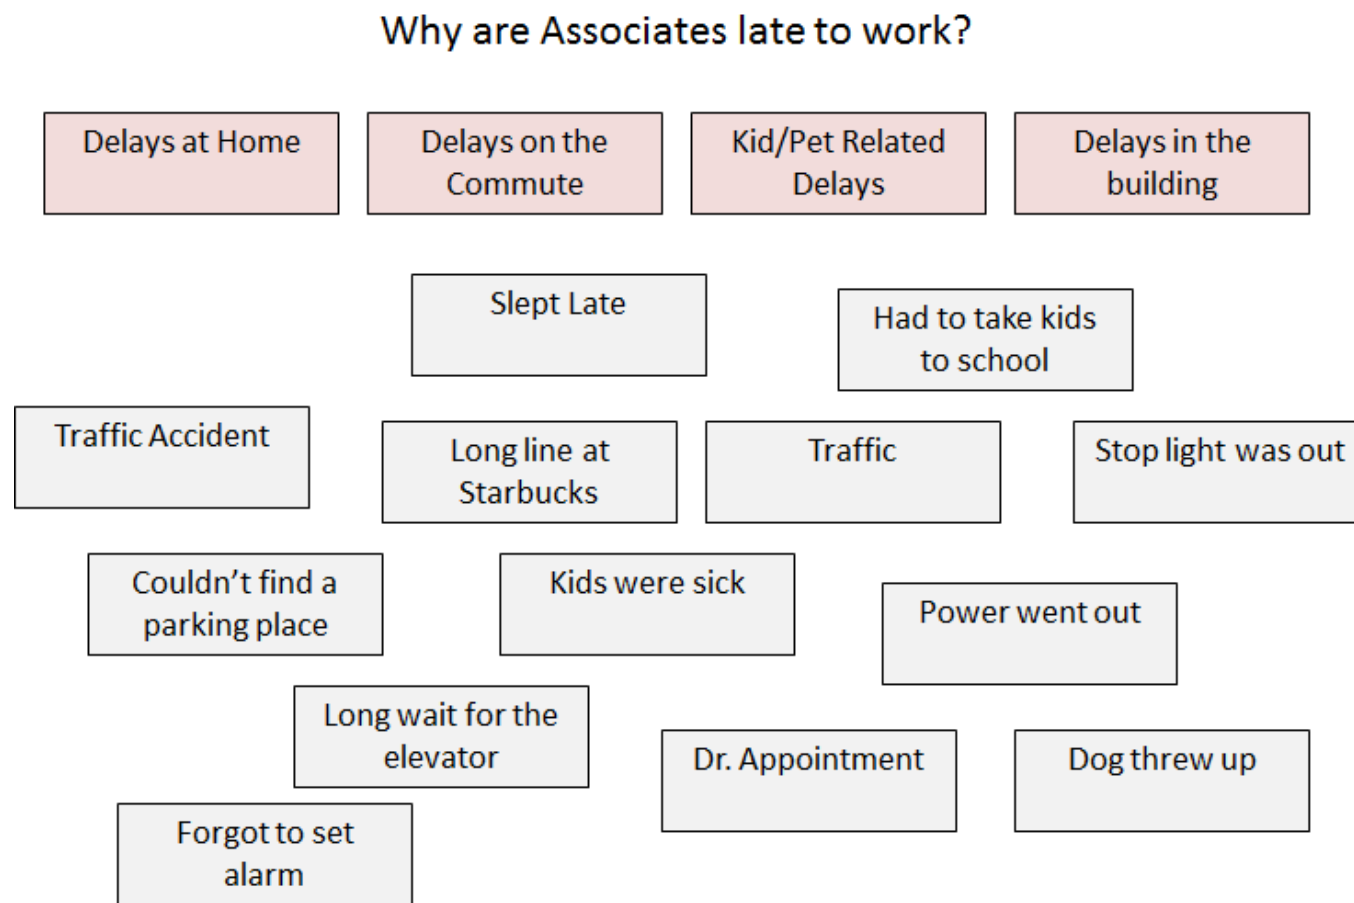 Why are Associates late to work?
Delays at Home
Delays on the
Commute
Kid/Pet Related
Delays
Delays in the
building
Slept Late
Had to take kids
to school
Traffic Accident
Long line at
Starbucks
Traffic
Stop light was out
Couldn’t find a
parking place
Kids were sick
Power went out
Long wait for the
elevator
Dr. Appointment
Dog threw up
Forgot to set
alarm